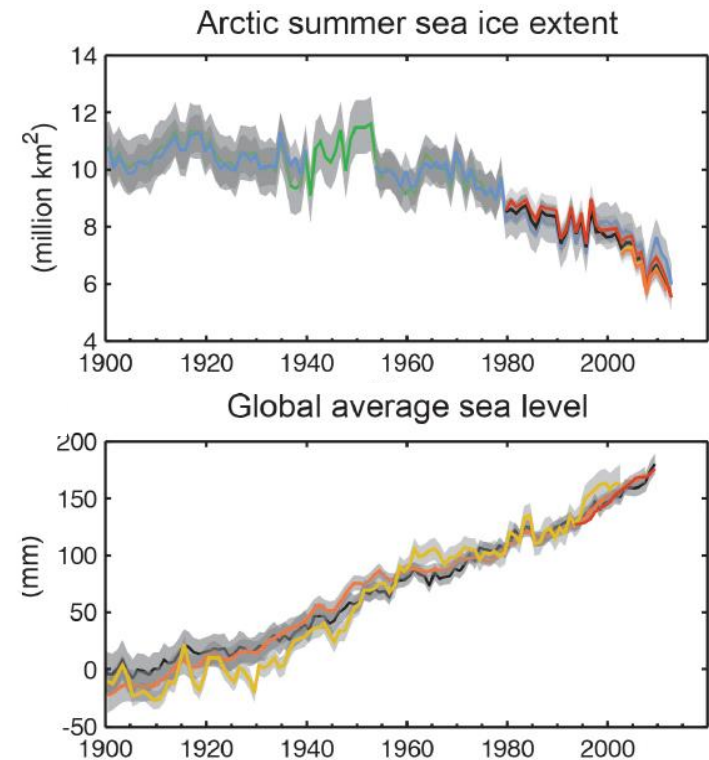 Arctic summer sea ice extent
14
12
10
8
6
4
(million km²)
1900 1920 1940 1960 1980 2000
Global average sea level
200
150
100
50
0
-50
(mm)
1900 1920 1940 1960 1980 2000